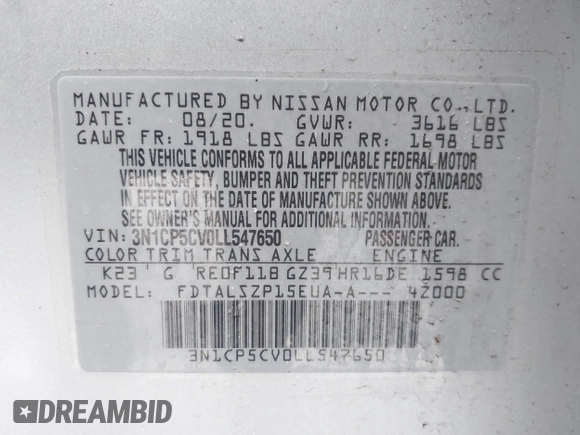 MANUFACTURED BY NISSAN MOTOR CO., LTD.
DATE: 08/20. GVWR: 3616 LBS
GAWR FR: 1918 LBS GAWR RR: 1698 LBS
THIS VEHICLE CONFORMS TO ALL APPLICABLE FEDERAL MOTOR
VEHICLE SAFETY, BUMPER AND THEFT PREVENTION STANDARDS
IN EFFECT ON THE DATE OF MANUFACTURE SHOWN ABOVE.
SEE OWNER'S MANUAL FOR ADDITIONAL INFORMATION.
VIN: 3N1CP5CV0LL547650 PASSENGER CAR.
COLOR TRIM TRANS AXLE ENGINE
K23 G RE0F11B GZ39 HR16DE 1598 CC
MODEL: FDTALSZP15EUA-A--- 4Z000
3N1CP5CV0LL547650
DREAMBID